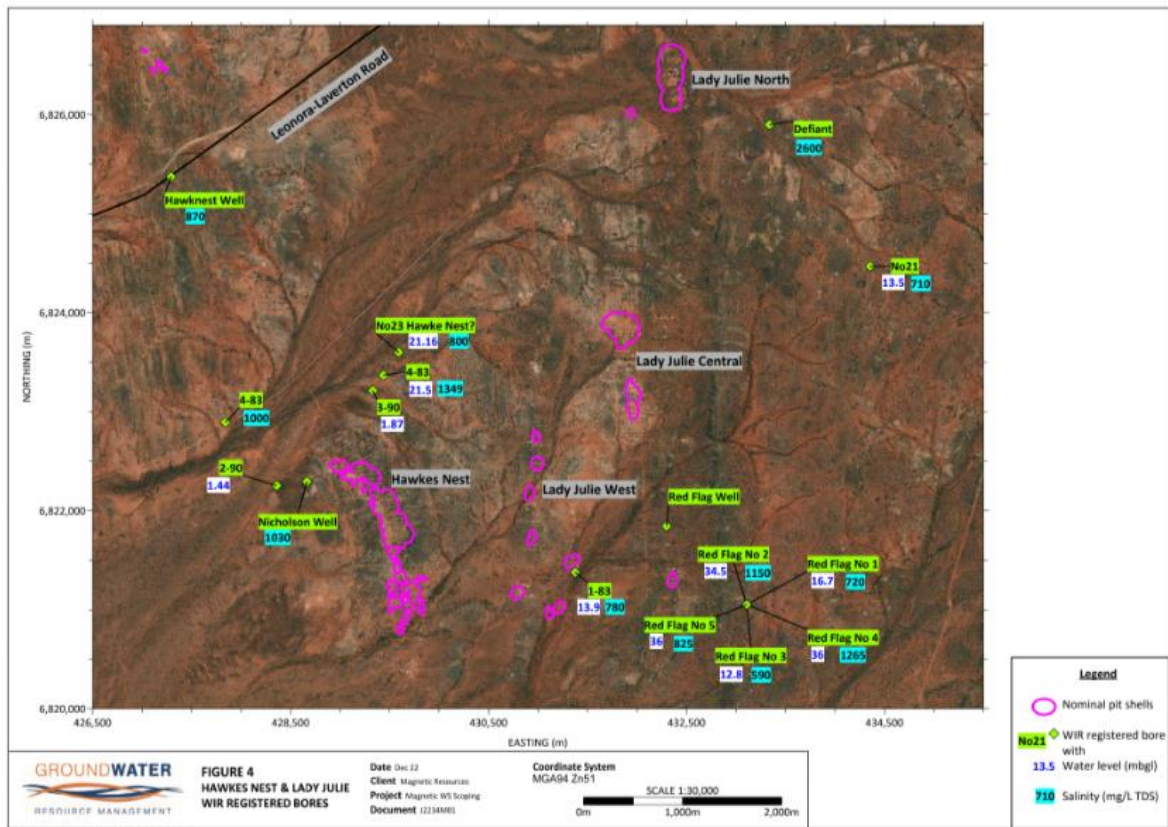 Lady Julie North
Leonora-Laverton Road
6,826,000
Defiant
2600
Hawknest Well
870
No21
13.5 710
6,824,000
No23 Hawke Nest?
21.16 800
Lady Julie Central
4-83
21.5 1349
3-90
1.87
4-83
1000
2-90
1.44
Hawkes Nest
Lady Julie West
Red Flag Well
6,822,000
Nicholson Well
1030
Red Flag No 2
34.5 1150
Red Flag No 1
16.7 720
1-83
13.9 780
Red Flag No 5
36 825
Red Flag No 4
36 1265
Red Flag No 3
12.8 590
6,820,000
426,500 428,500 430,500 432,500 434,500
NORTHING (m)
EASTING (m)
Legend
Nominal pit shells
No21 WIR registered bore
with
13.5 Water level (mbgl)
710 Salinity (mg/L TDS)
GROUNDWATER
RESOURCE MANAGEMENT
FIGURE 4
HAWKES NEST & LADY JULIE
WIR REGISTERED BORES
Date Dec 22
Client Magnetic Resources
Project Magnetic WS Scoping
Document J2234M01
Coordinate System
MGA94 Zn51
SCALE 1:30,000
0m 1,000m 2,000m